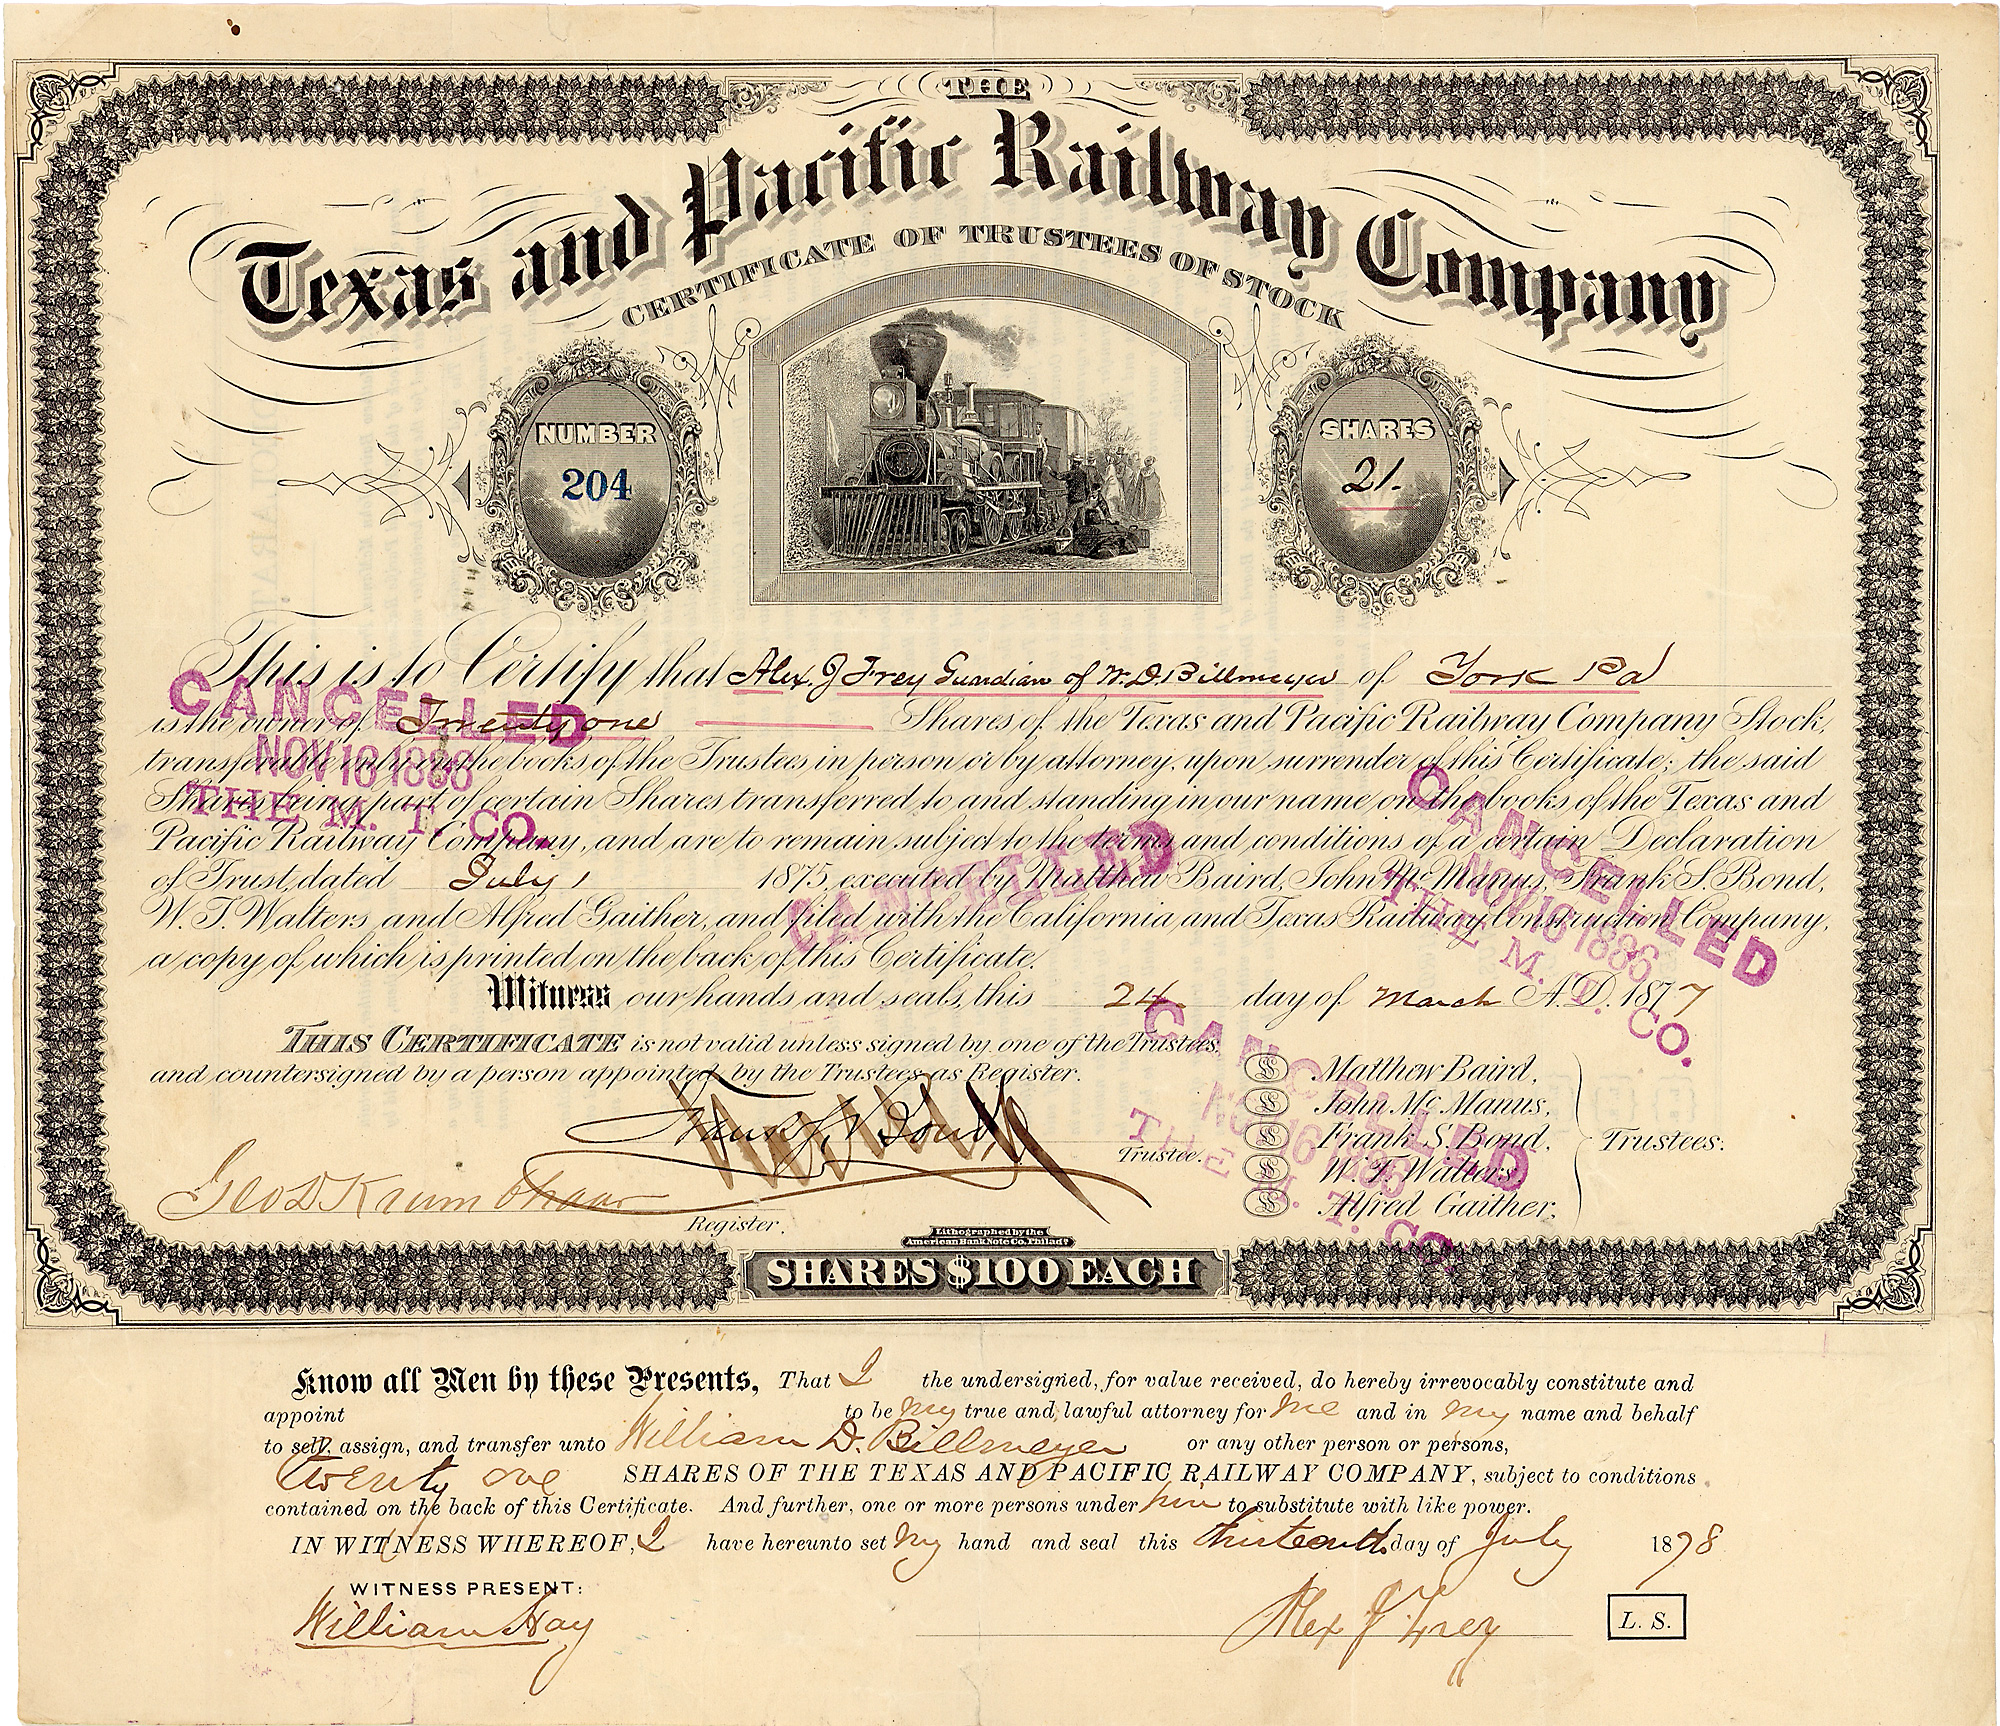 THE
Texas and Pacific Railway Company
CERTIFICATE OF TRUSTEES OF STOCK
NUMBER
204
SHARES
21.
This is to Certify that Alex. J Frey Guardian of W. D. Billmeyer of York Pa
is the owner of Twenty one Shares of the Texas and Pacific Railway Company Stock,
transferable only on the books of the Trustees in person or by attorney, upon surrender of this Certificate; the said
Shares being part of certain Shares transferred to and standing in our name on the books of the Texas and
Pacific Railway Company, and are to remain subject to the terms and conditions of a certain Declaration
of Trust, dated July 1 1875, executed by Matthew Baird, John McManus, Frank S. Bond,
W. T. Walters and Alfred Gaither, and filed with the California and Texas Railway Construction Company,
a copy of which is printed on the back of this Certificate.
Witness our hands and seals, this 24 day of March A.D. 1877
THIS CERTIFICATE is not valid unless signed by one of the Trustees,
and countersigned by a person appointed by the Trustees as Register.
CANCELLED
NOV 16 1886
THE M. T. CO.
CANCELLED
CANCELLED
NOV 16 1886
THE M. T. CO.
CANCELLED
NOV 16 1886
THE M. T. CO.
Frank S Bond
Trustee.
Geo D Krumbhaar
Register.
S Matthew Baird,
S John McManus,
S Frank S. Bond,
S W. T. Walters,
S Alfred Gaither,
Trustees.
Lithographed by the
American Bank Note Co. Philada
SHARES $100 EACH
Know all Men by these Presents, That I the undersigned, for value received, do hereby irrevocably constitute and
appoint to be my true and lawful attorney for me and in my name and behalf
to sell, assign, and transfer unto William D. Billmeyer or any other person or persons,
twenty one SHARES OF THE TEXAS AND PACIFIC RAILWAY COMPANY, subject to conditions
contained on the back of this Certificate. And further, one or more persons under him to substitute with like power.
IN WITNESS WHEREOF, I have hereunto set my hand and seal this thirteenth day of July 1878
WITNESS PRESENT:
William Hay
Alex J Frey
L. S.